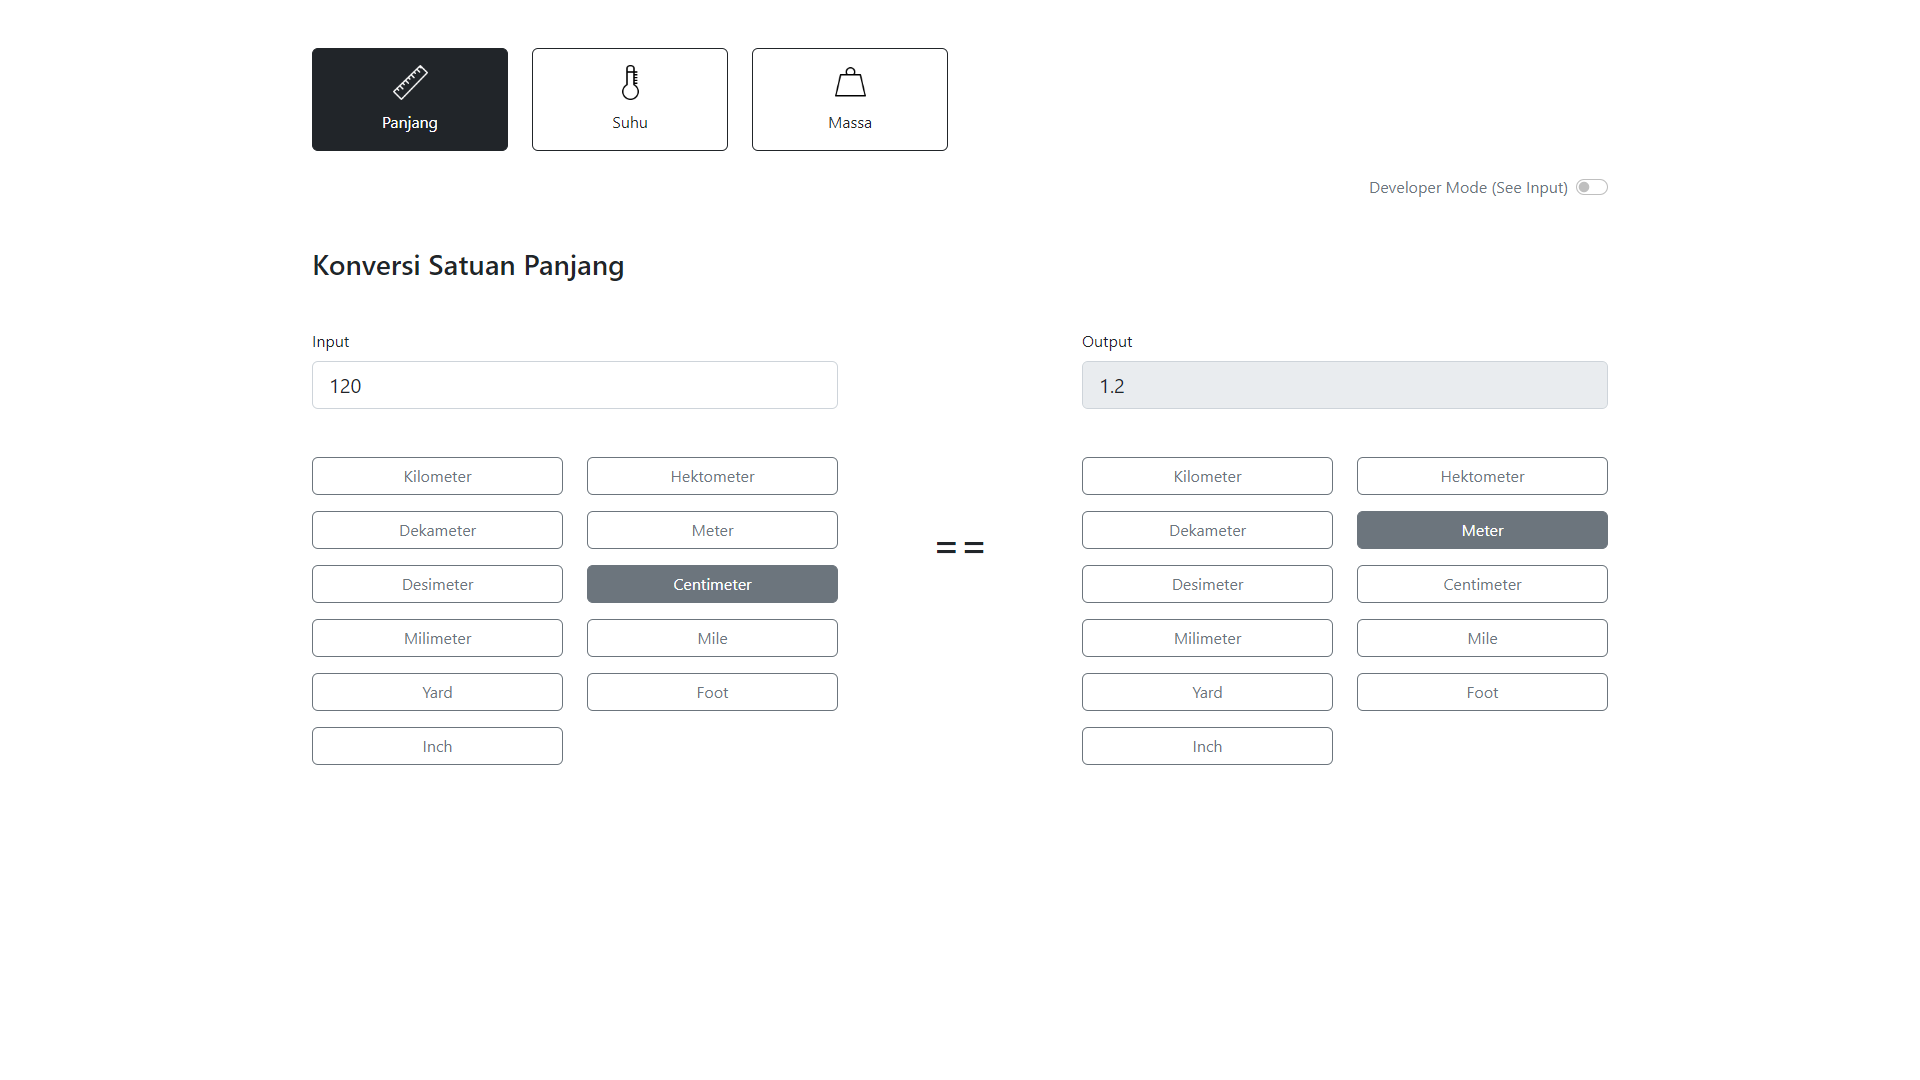 Panjang Suhu Massa
Developer Mode (See Input)
Konversi Satuan Panjang
Input
120
Kilometer Hektometer
Dekameter Meter
Desimeter Centimeter
Milimeter Mile
Yard Foot
Inch
==
Output
1.2
Kilometer Hektometer
Dekameter Meter
Desimeter Centimeter
Milimeter Mile
Yard Foot
Inch